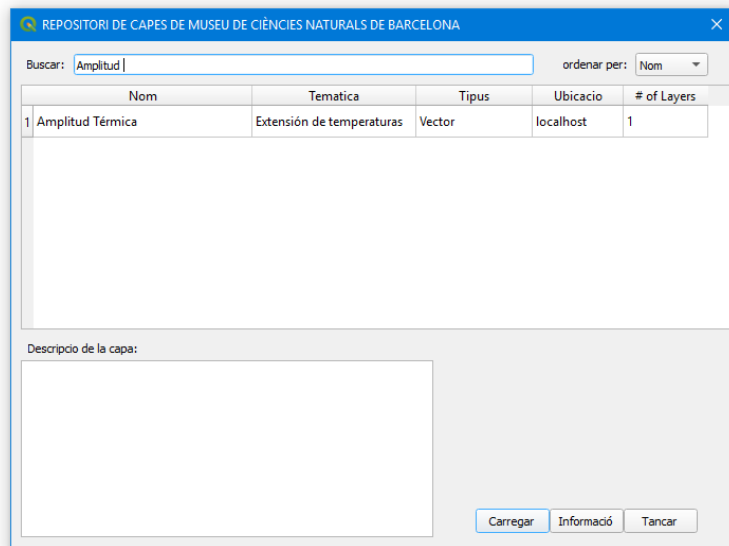 REPOSITORI DE CAPES DE MUSEU DE CIÈNCIES NATURALS DE BARCELONA
Buscar: Amplitud ordenar per: Nom
Nom Tematica Tipus Ubicacio # of Layers
1 Amplitud Térmica Extensión de temperaturas Vector localhost 1
Descripcio de la capa:
Carregar Informació Tancar